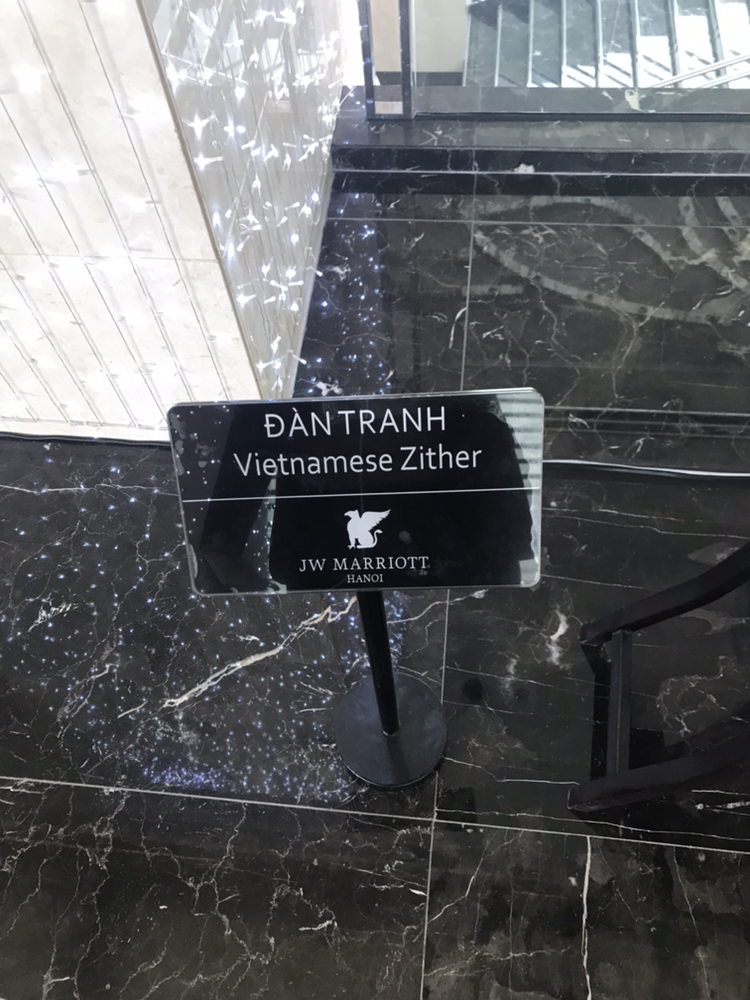 ĐÀN TRANH
Vietnamese Zither
JW MARRIOTT
HANOI